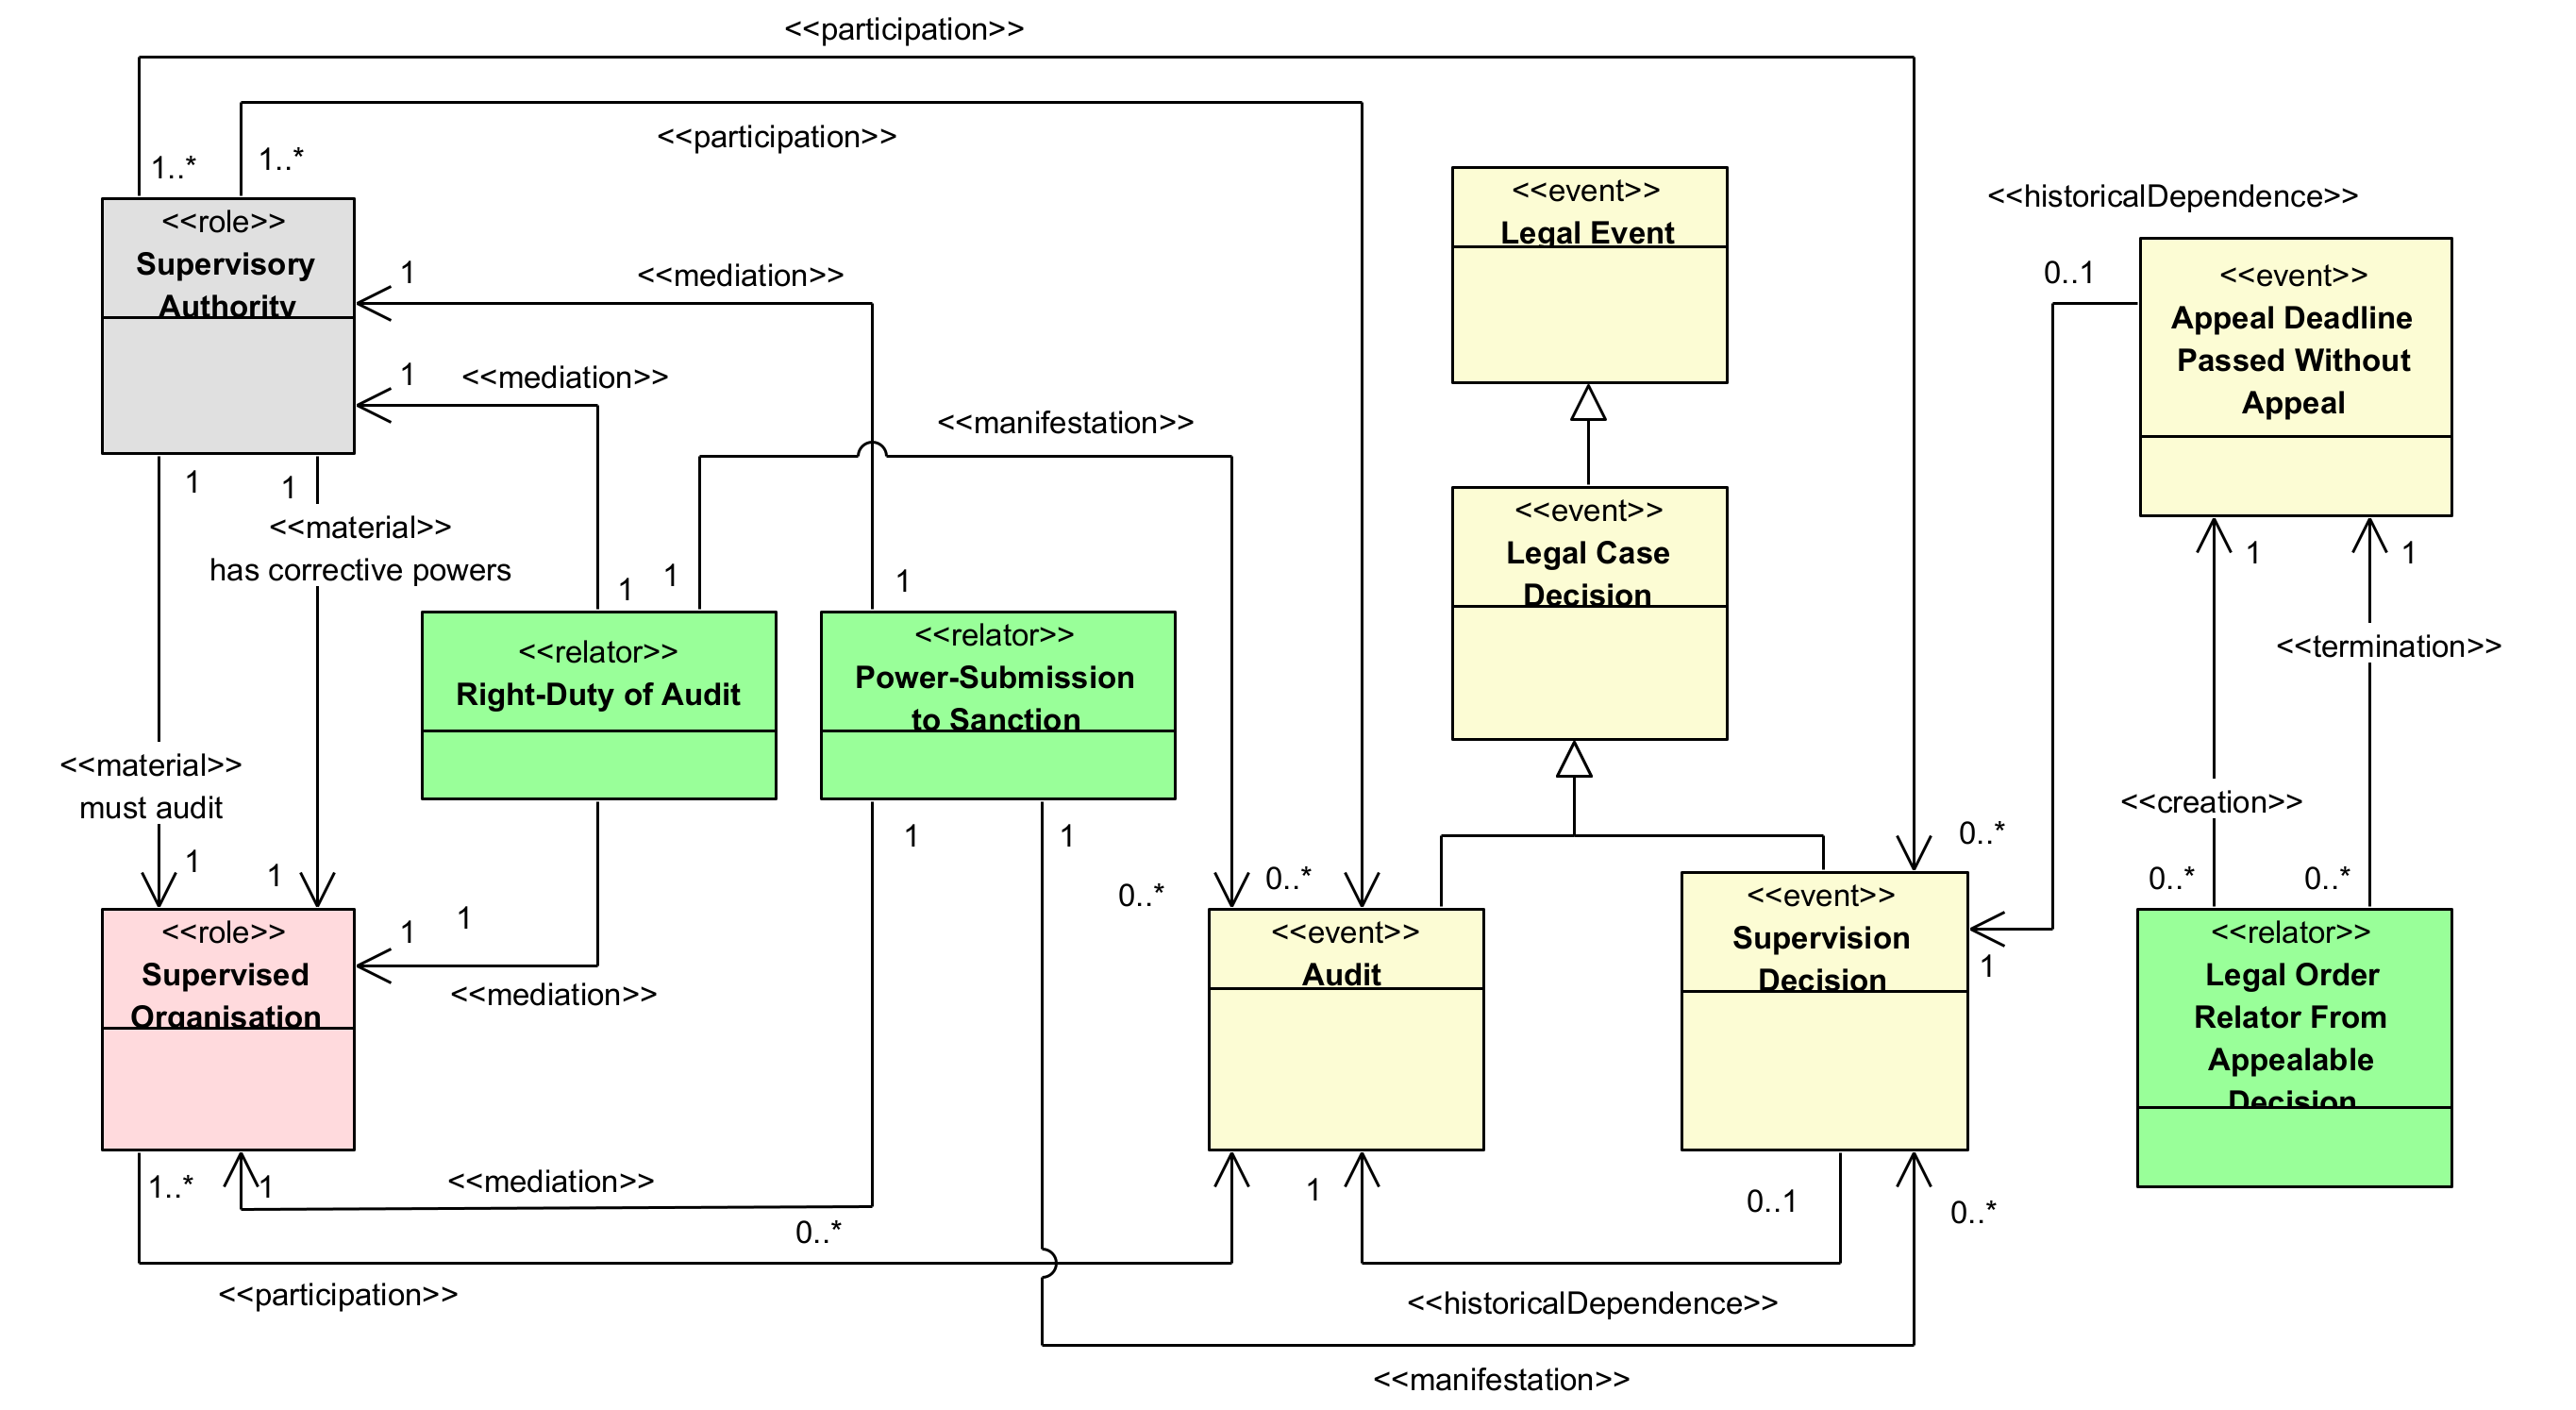 <<participation>>
<<participation>>
1..*
1..*
<<role>>
Supervisory
Authority
<<mediation>>
1
<<mediation>>
1
<<manifestation>>
1
1
<<material>>
has corrective powers
1
1
1
<<relator>>
Right-Duty of Audit
<<relator>>
Power-Submission
to Sanction
<<material>>
must audit
1
1
1
1
1
1
<<role>>
Supervised
Organisation
<<mediation>>
1..*
1
<<mediation>>
0..*
<<participation>>
<<event>>
Legal Event
<<event>>
Legal Case
Decision
0..*
0..*
0..*
<<event>>
Audit
<<event>>
Supervision
Decision
1
0..1
0..*
<<historicalDependence>>
<<manifestation>>
<<historicalDependence>>
0..1
<<event>>
Appeal Deadline
Passed Without
Appeal
1
1
<<termination>>
<<creation>>
0..*
0..*
1
<<relator>>
Legal Order
Relator From
Appealable
Decision